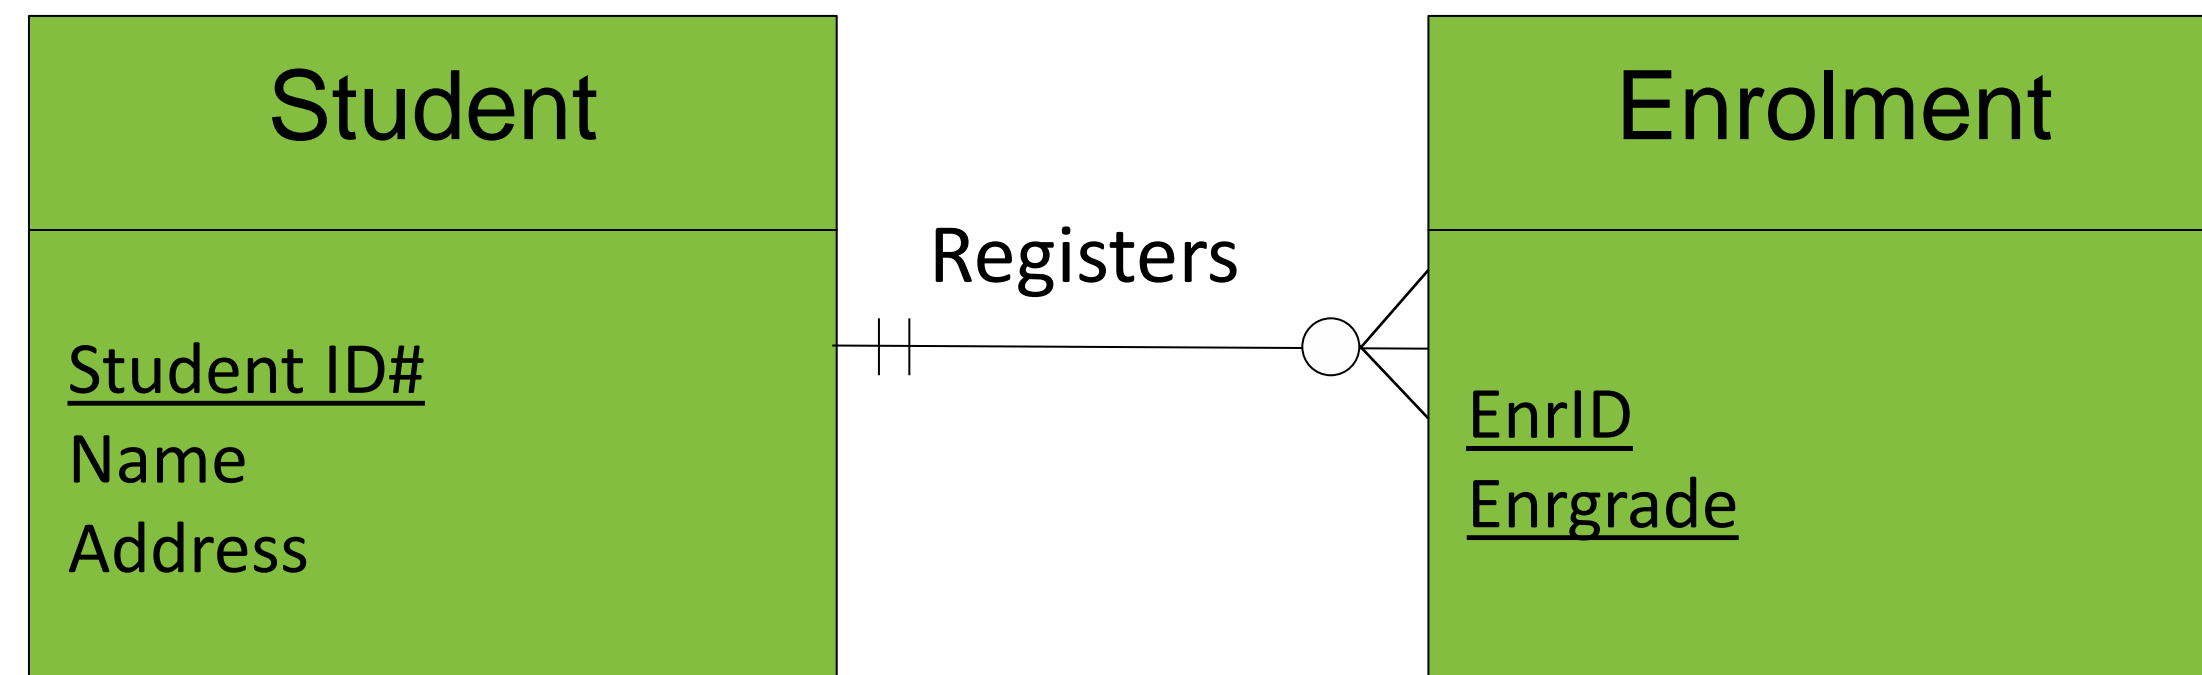 Student
Enrolment
Registers
Student ID#
Name
Address
EnrID
Enrgrade